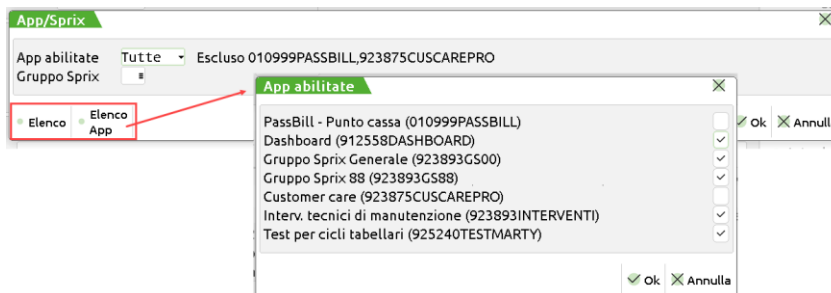 App/Sprix
App abilitate Tutte Escluso 010999PASSBILL,923875CUSCAREPRO
Gruppo Sprix
Elenco
Elenco App
Ok
Annull
App abilitate
PassBill - Punto cassa (010999PASSBILL)
Dashboard (912558DASHBOARD)
Gruppo Sprix Generale (923893GS00)
Gruppo Sprix 88 (923893GS88)
Customer care (923875CUSCAREPRO)
Interv. tecnici di manutenzione (923893INTERVENTI)
Test per cicli tabellari (925240TESTMARTY)
Ok
Annulla